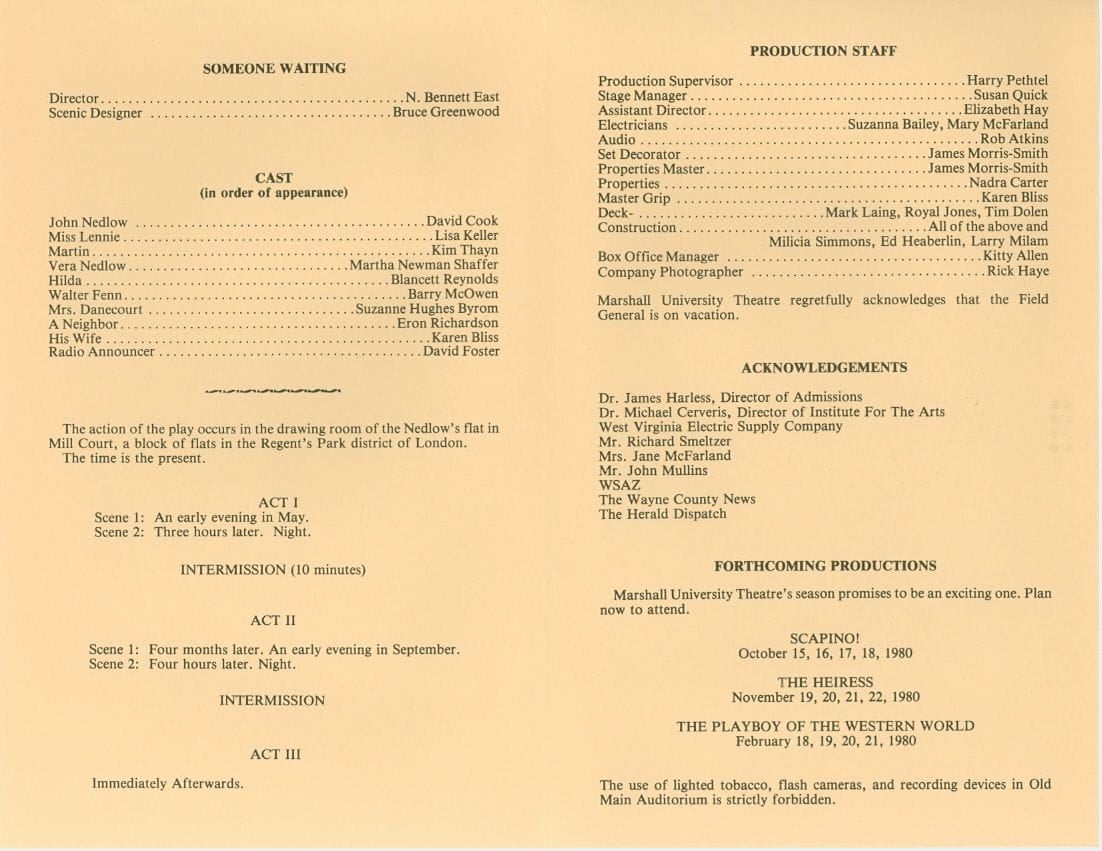 SOMEONE WAITING
Director........................................N. Bennett East
Scenic Designer ................................Bruce Greenwood
CAST
(in order of appearance)
John Nedlow ......................................David Cook
Miss Lennie.........................................Lisa Keller
Martin.............................................Kim Thayn
Vera Nedlow.............................Martha Newman Shaffer
Hilda.........................................Blancett Reynolds
Walter Fenn.....................................Barry McOwen
Mrs. Danecourt ...........................Suzanne Hughes Byrom
A Neighbor....................................Eron Richardson
His Wife ..........................................Karen Bliss
Radio Announcer ...................................David Foster
The action of the play occurs in the drawing room of the Nedlow's flat in
Mill Court, a block of flats in the Regent's Park district of London.
The time is the present.
ACT I
Scene 1: An early evening in May.
Scene 2: Three hours later. Night.
INTERMISSION (10 minutes)
ACT II
Scene 1: Four months later. An early evening in September.
Scene 2: Four hours later. Night.
INTERMISSION
ACT III
Immediately Afterwards.
PRODUCTION STAFF
Production Supervisor ..............................Harry Pethtel
Stage Manager.....................................Susan Quick
Assistant Director.................................Elizabeth Hay
Electricians .......................Suzanna Bailey, Mary McFarland
Audio .............................................Rob Atkins
Set Decorator ................................James Morris-Smith
Properties Master.............................James Morris-Smith
Properties ........................................Nadra Carter
Master Grip ........................................Karen Bliss
Deck- .........................Mark Laing, Royal Jones, Tim Dolen
Construction.................................All of the above and
Milicia Simmons, Ed Heaberlin, Larry Milam
Box Office Manager ..................................Kitty Allen
Company Photographer ................................Rick Haye
Marshall University Theatre regretfully acknowledges that the Field
General is on vacation.
ACKNOWLEDGEMENTS
Dr. James Harless, Director of Admissions
Dr. Michael Cerveris, Director of Institute For The Arts
West Virginia Electric Supply Company
Mr. Richard Smeltzer
Mrs. Jane McFarland
Mr. John Mullins
WSAZ
The Wayne County News
The Herald Dispatch
FORTHCOMING PRODUCTIONS
Marshall University Theatre's season promises to be an exciting one. Plan
now to attend.
SCAPINO!
October 15, 16, 17, 18, 1980
THE HEIRESS
November 19, 20, 21, 22, 1980
THE PLAYBOY OF THE WESTERN WORLD
February 18, 19, 20, 21, 1980
The use of lighted tobacco, flash cameras, and recording devices in Old
Main Auditorium is strictly forbidden.